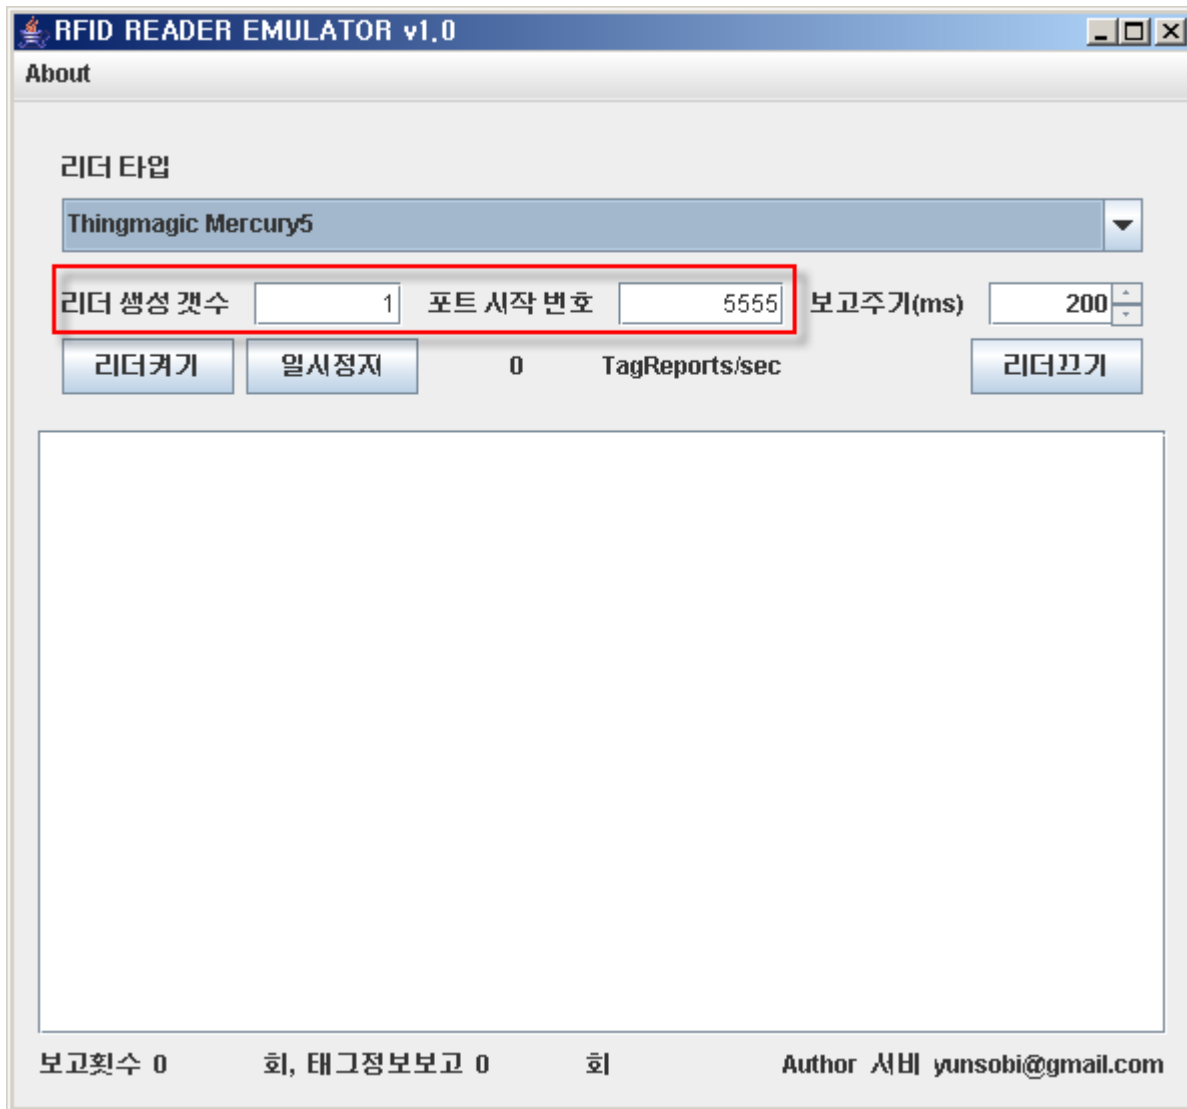 RFID READER EMULATOR v1.0
About
리더 타입
Thingmagic Mercury5
리더 생성 갯수 1 포트 시작 번호 5555 보고주기(ms) 200
리더켜기 일시정지 0 TagReports/sec 리더끄기
보고횟수 0 회, 태그정보보고 0 회 Author 서비 yunsobi@gmail.com